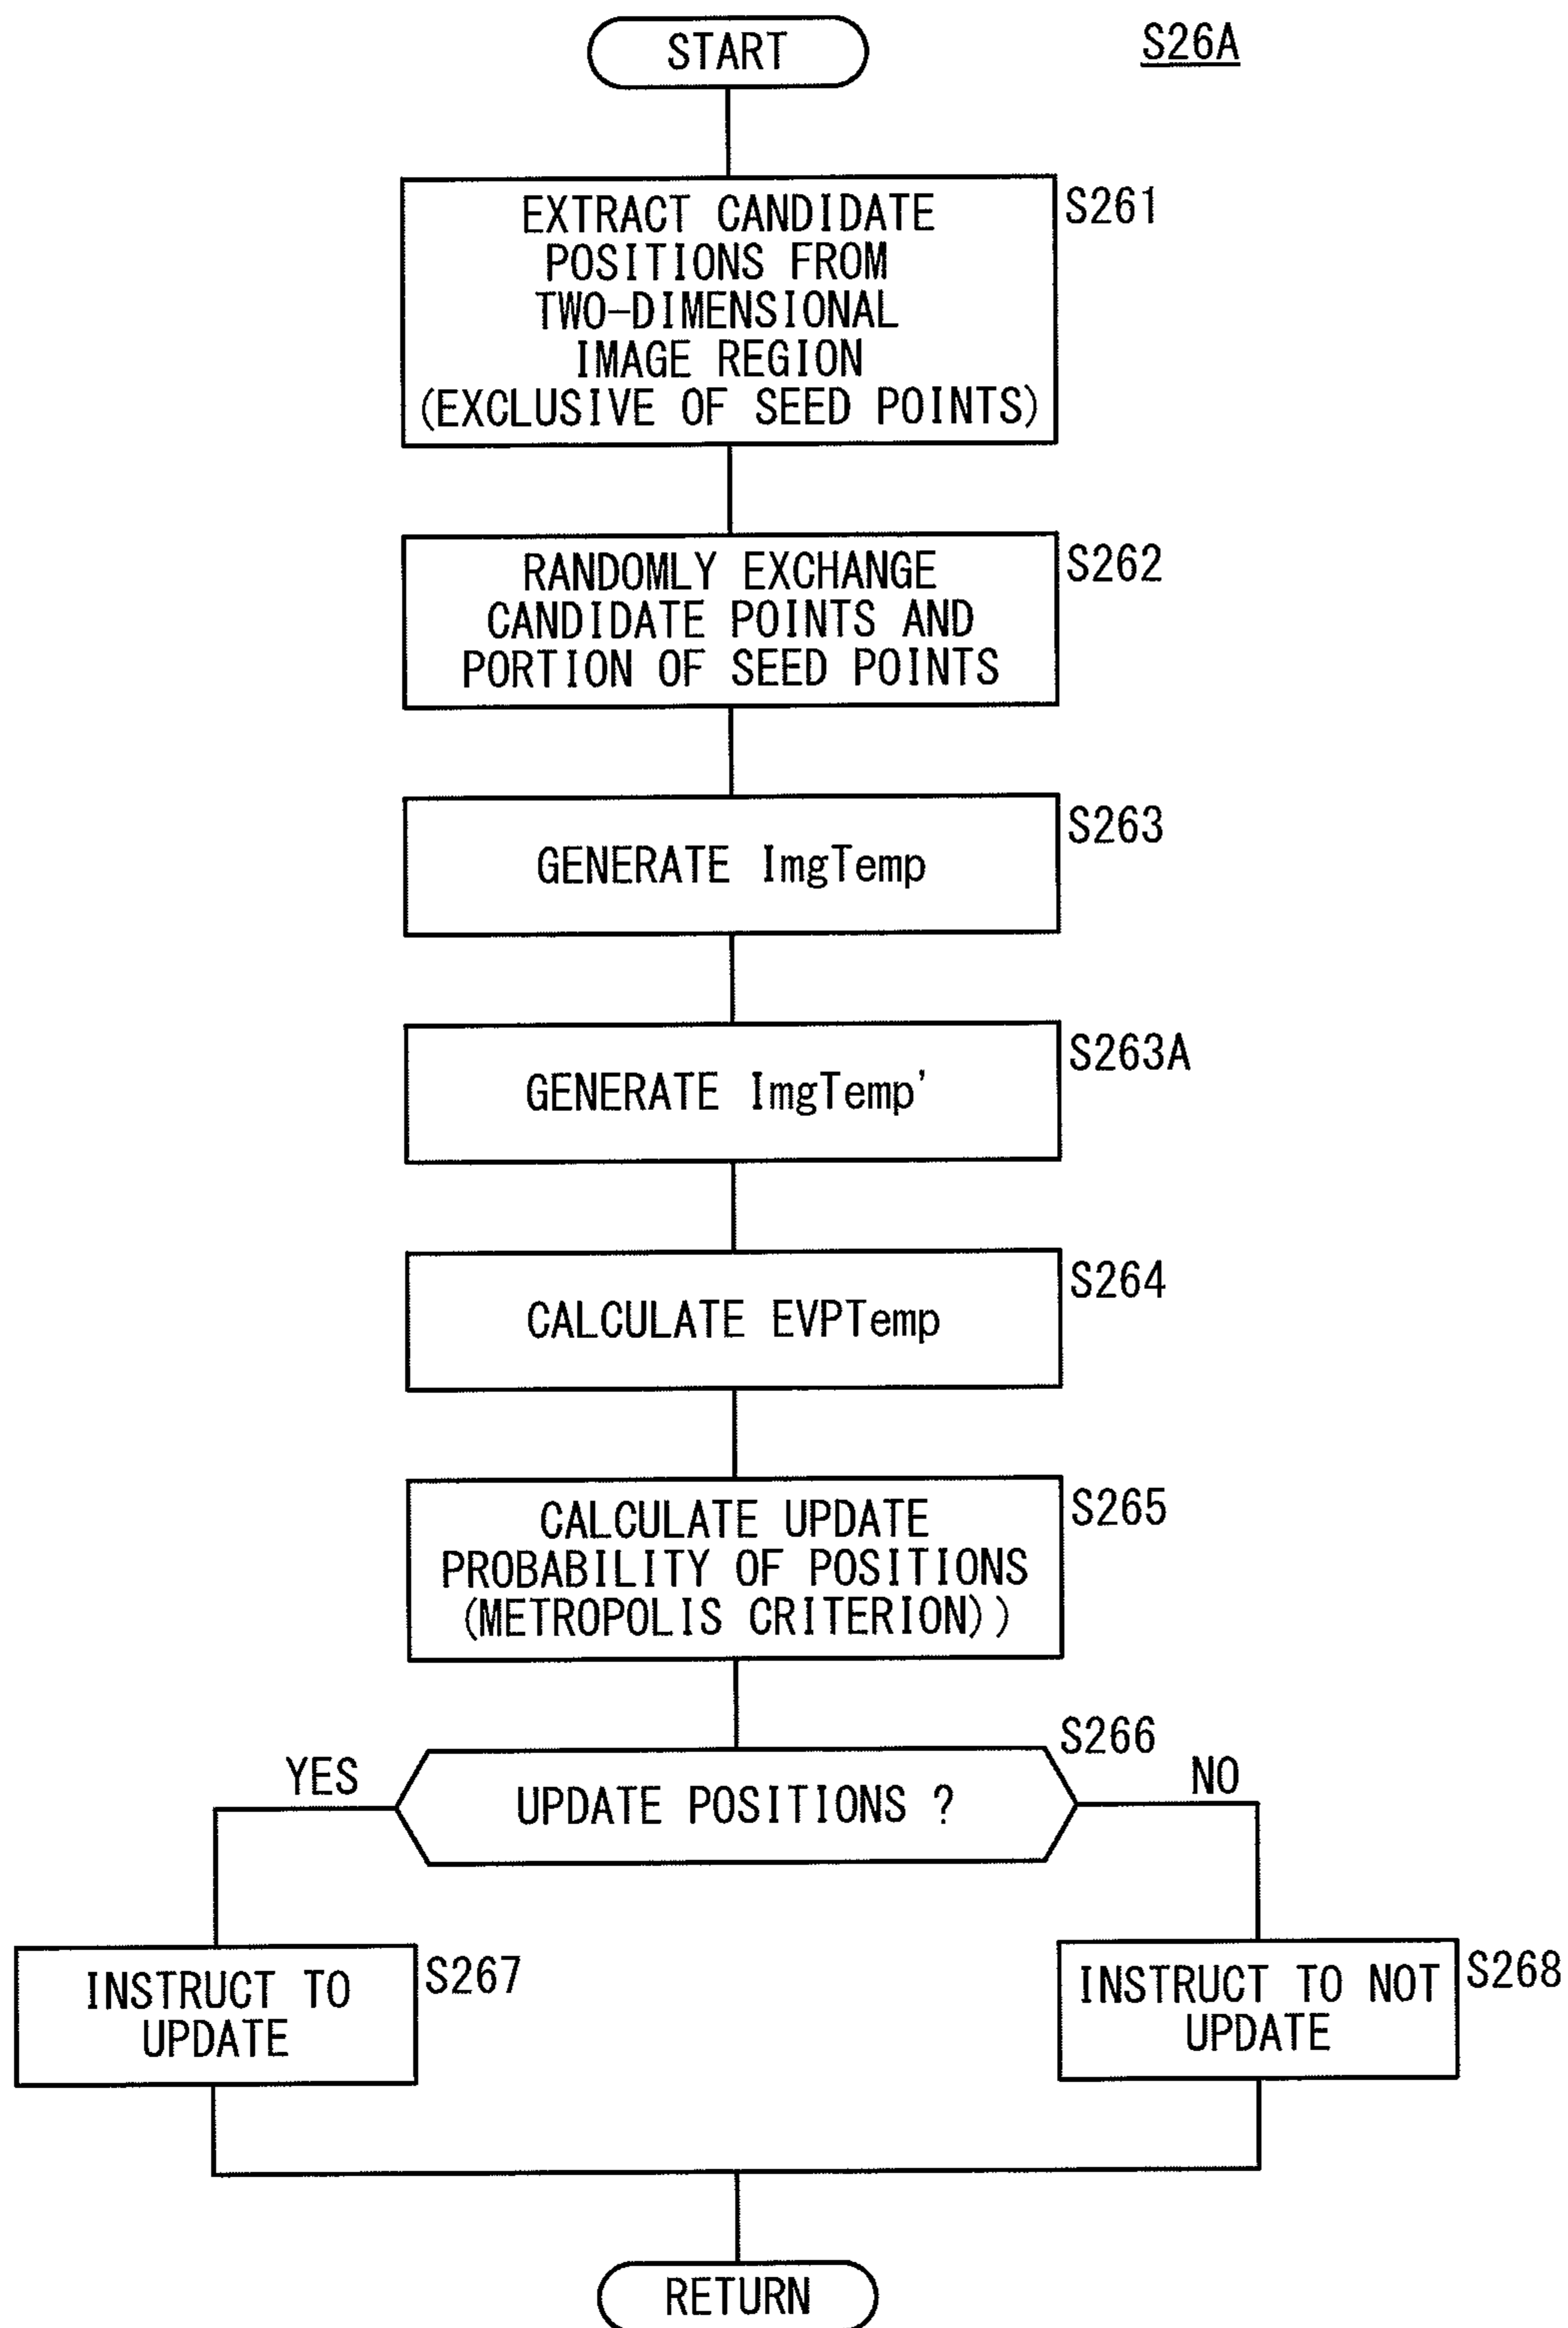 START
S26A
EXTRACT CANDIDATE
POSITIONS FROM
TWO-DIMENSIONAL
IMAGE REGION
(EXCLUSIVE OF SEED POINTS)
S261
RANDOMLY EXCHANGE
CANDIDATE POINTS AND
PORTION OF SEED POINTS
S262
GENERATE ImgTemp
S263
GENERATE ImgTemp'
S263A
CALCULATE EVPTemp
S264
CALCULATE UPDATE
PROBABILITY OF POSITIONS
(METROPOLIS CRITERION))
S265
UPDATE POSITIONS ?
S266
YES
NO
INSTRUCT TO
UPDATE
S267
INSTRUCT TO NOT
UPDATE
S268
RETURN